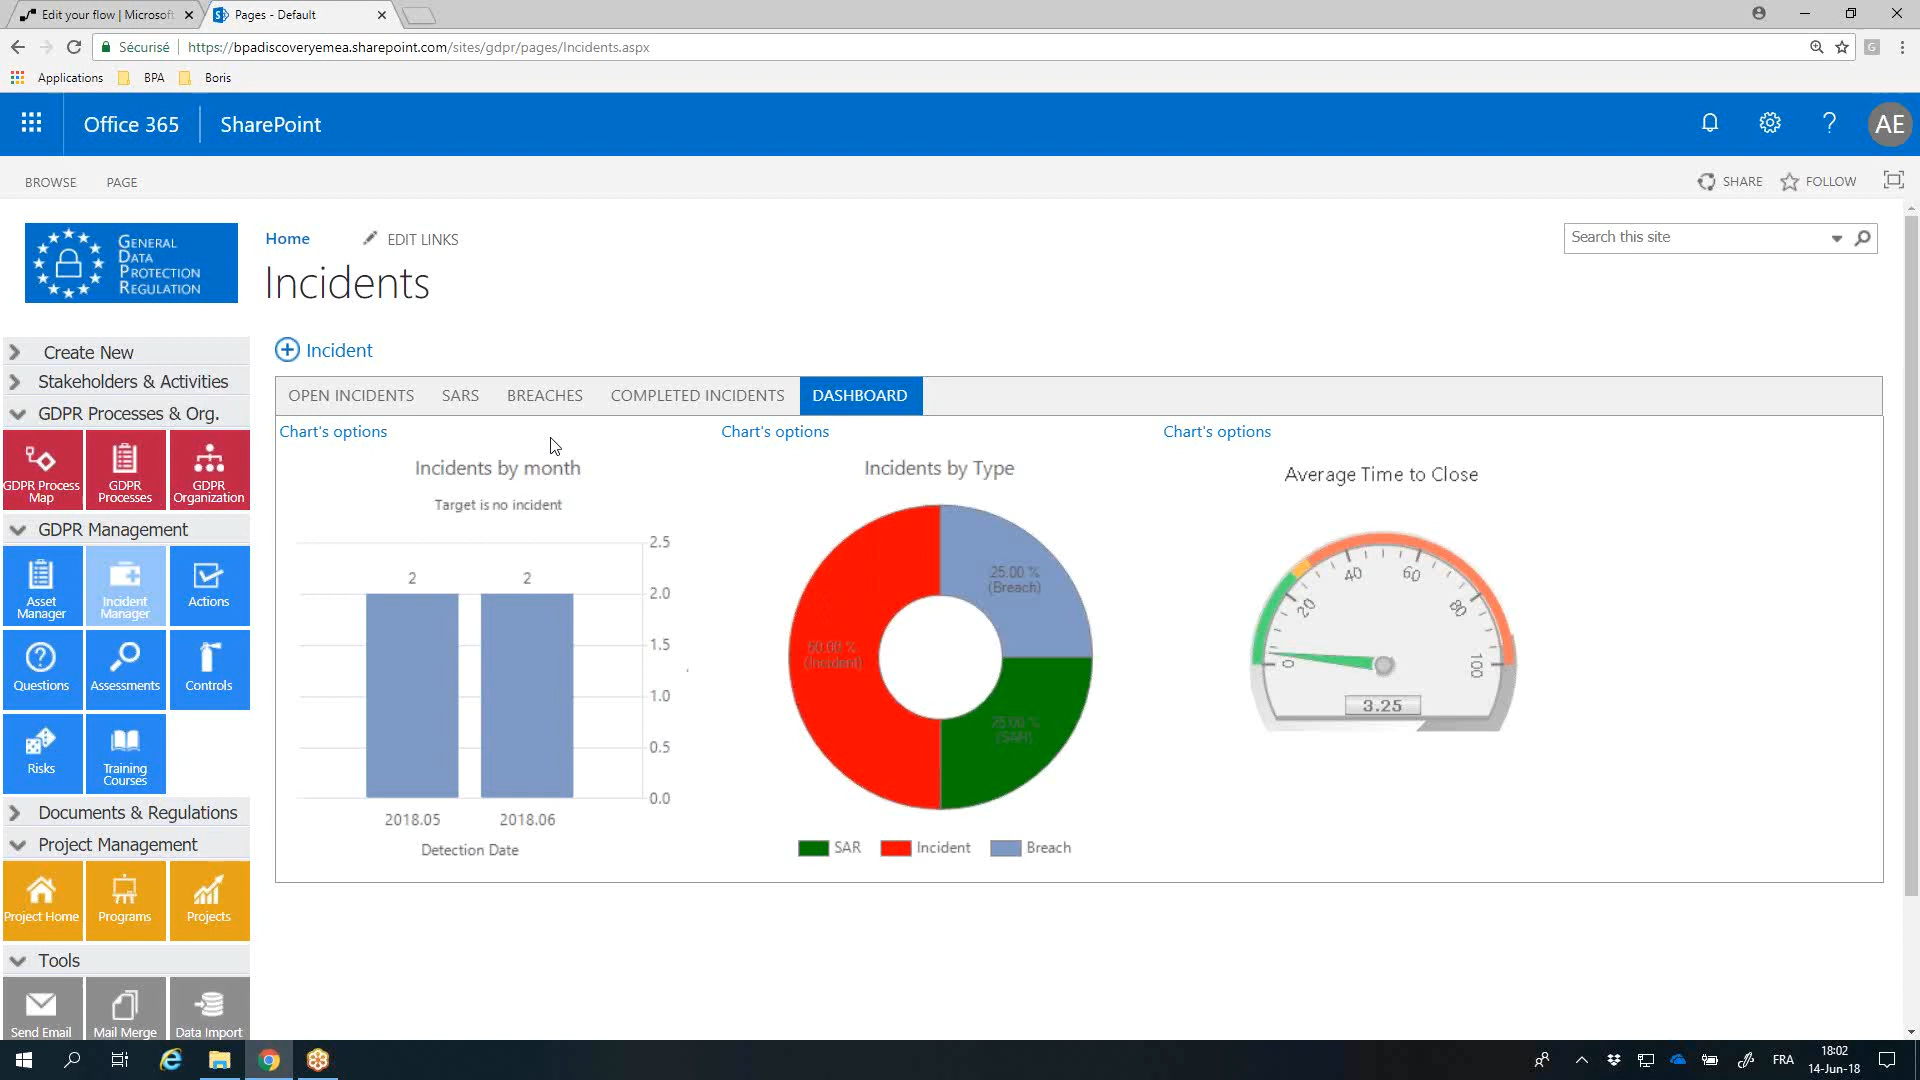 Edit your flow | Microsof
Pages - Default
Sécurisé
https://bpadiscoveryemea.sharepoint.com/sites/gdpr/pages/Incidents.aspx
G
Applications
BPA
Boris
Office 365
SharePoint
?
AE
BROWSE
PAGE
SHARE
FOLLOW
GENERAL
DATA
PROTECTION
REGULATION
Home
EDIT LINKS
Search this site
Incidents
Incident
OPEN INCIDENTS
SARS
BREACHES
COMPLETED INCIDENTS
DASHBOARD
Create New
Stakeholders & Activities
GDPR Processes & Org.
GDPR Process
Map
GDPR
Processes
GDPR
Organization
GDPR Management
Asset
Manager
Incident
Manager
Actions
Questions
Assessments
Controls
Risks
Training
Courses
Documents & Regulations
Project Management
Project Home
Programs
Projects
Tools
Send Email
Mail Merge
Data Import
Chart's options
Incidents by month
Target is no incident
2.5
2.0
1.5
1.0
0.5
0.0
2
2
2018.05
2018.06
Detection Date
Chart's options
Incidents by Type
25.00 %
(Breach)
50.00 %
(Incident)
25.00 %
(SAR)
SAR
Incident
Breach
Chart's options
Average Time to Close
0
20
40
60
80
100
3.25
FRA
18:02
14-Jun-18